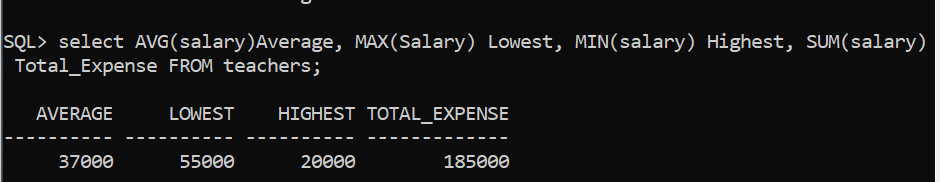 SQL> select AVG(salary)Average, MAX(Salary) Lowest, MIN(salary) Highest, SUM(salary)
Total_Expense FROM teachers;
AVERAGE LOWEST HIGHEST TOTAL_EXPENSE
---------- ---------- ---------- -------------
37000 55000 20000 185000